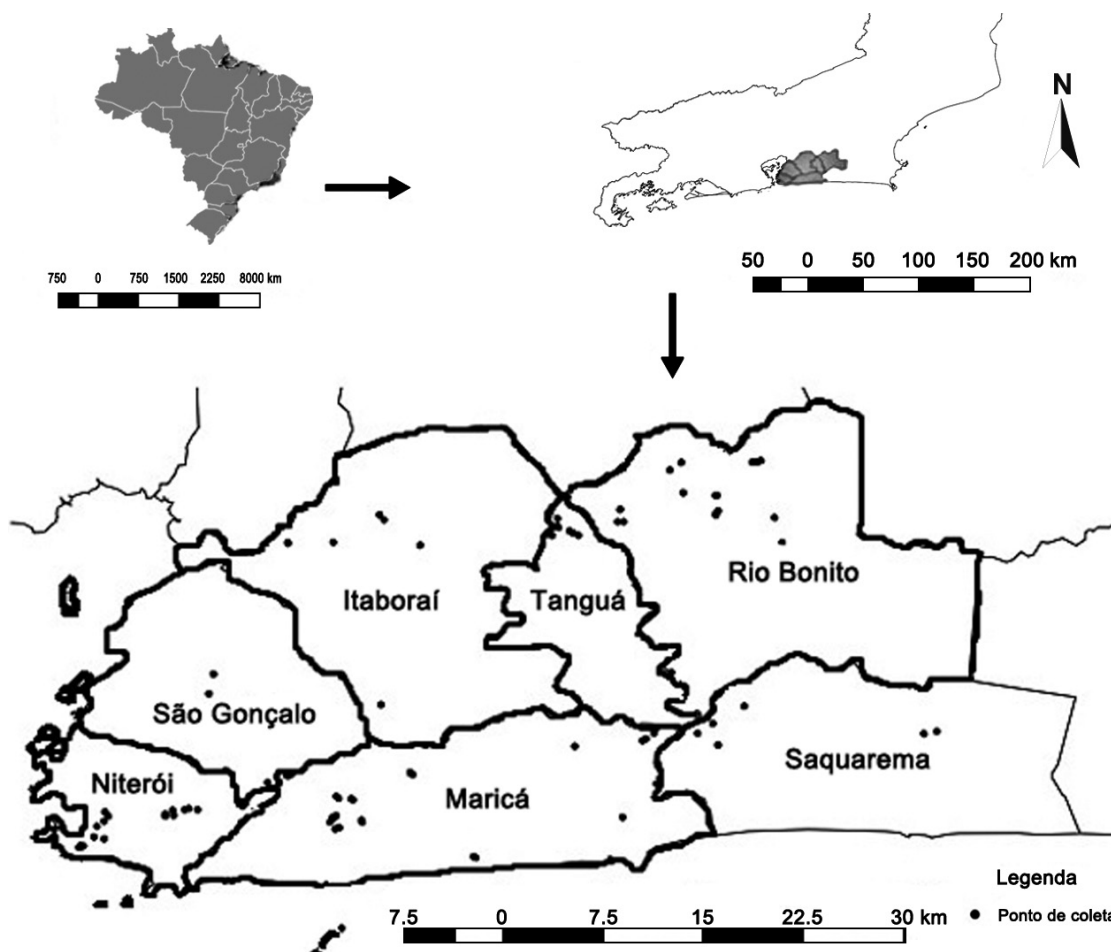 N
750 0 750 1500 2250 8000 km
50 0 50 100 150 200 km
Rio Bonito
Itaboraí
Tanguá
São Gonçalo
Saquarema
Niterói
Maricá
Legenda
7.5 0 7.5 15 22.5 30 km
Ponto de coleta